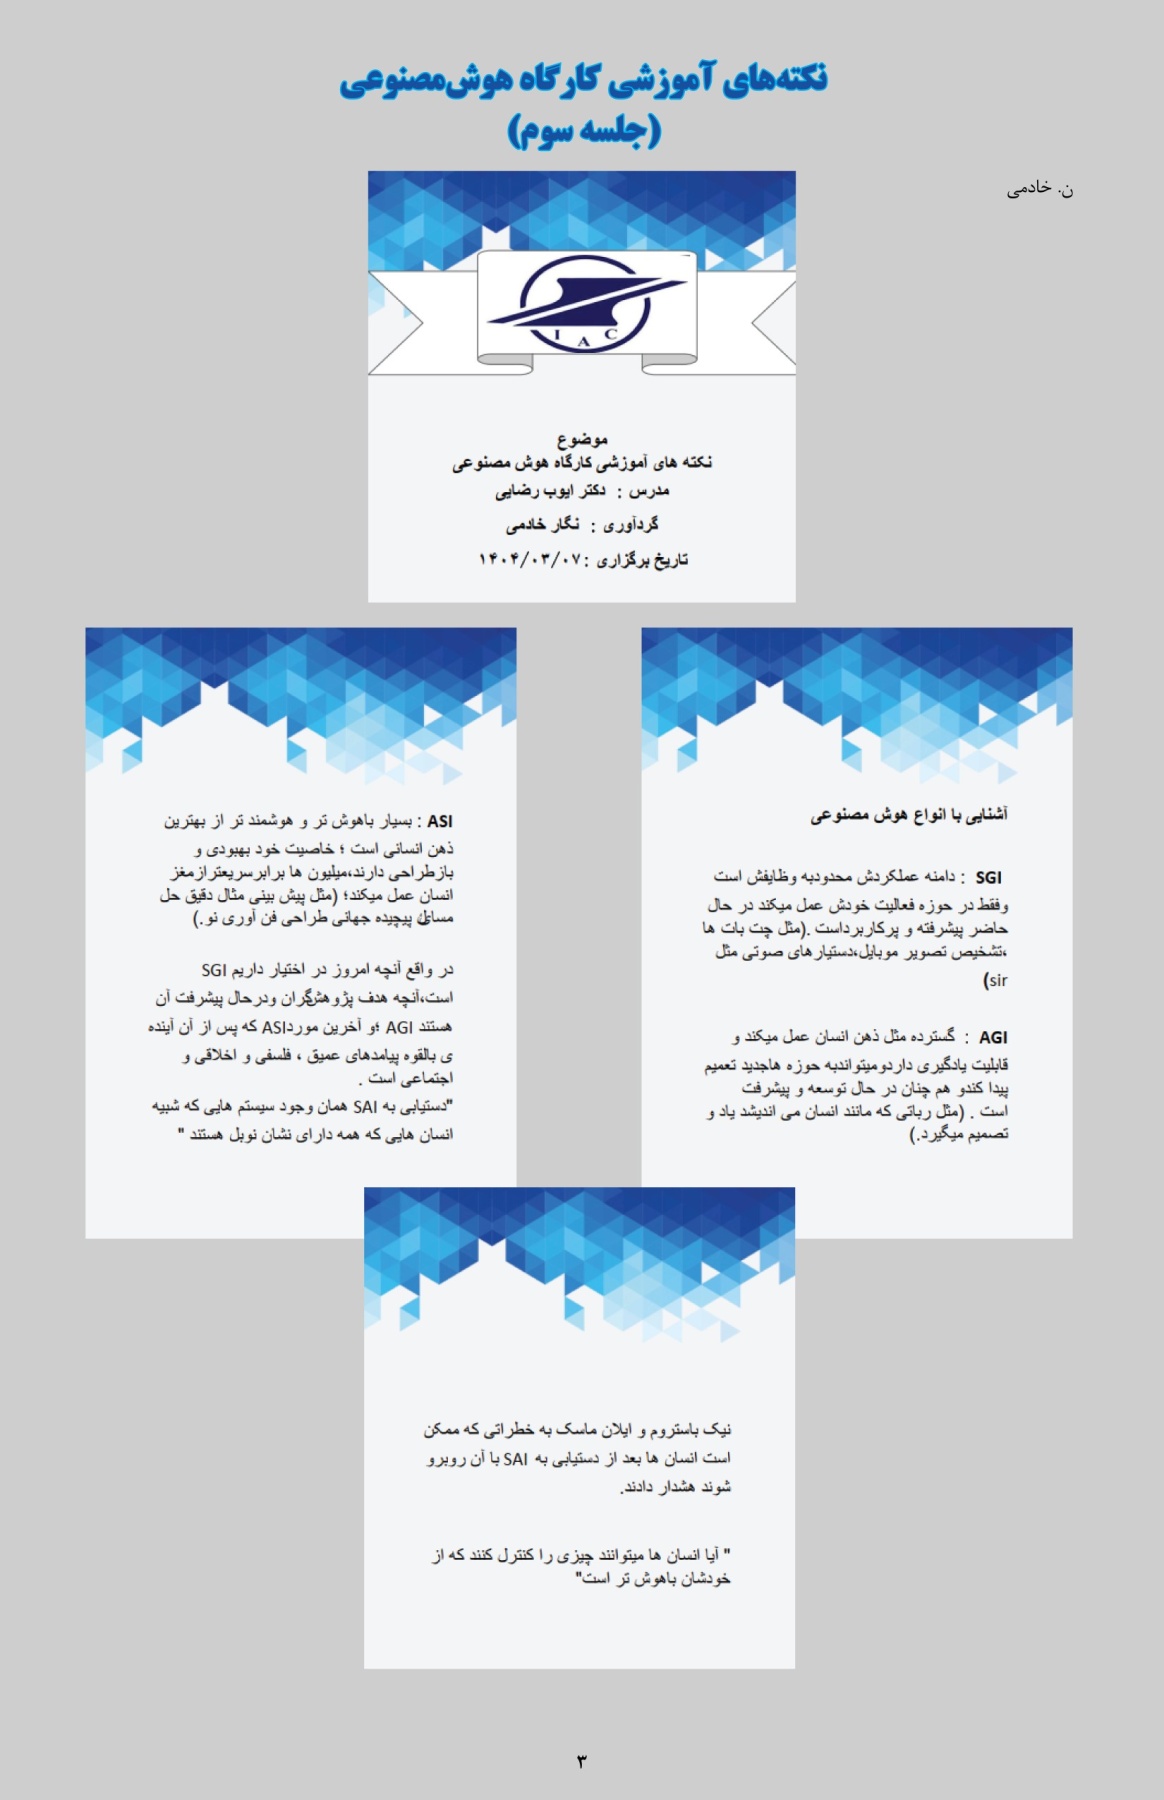 نکته‌های آموزشی کارگاه هوش‌مصنوعی
(جلسه سوم)
ن. خادمی
I A C
موضوع
نکته های آموزشی کارگاه هوش مصنوعی
مدرس : دکتر ایوب رضایی
گردآوری : نگار خادمی
تاریخ برگزاری :۱۴۰۴/۰۳/۰۷
آشنایی با انواع هوش مصنوعی
SGI : دامنه عملکردش محدودبه وظایفش است
وفقط در حوزه فعالیت خودش عمل میکند در حال
حاضر پیشرفته و پرکاربرداست .(مثل چت بات ها
،تشخیص تصویر موبایل،دستیارهای صوتی مثل
sir)
AGI : گسترده مثل ذهن انسان عمل میکند و
قابلیت یادگیری داردومیتواندبه حوزه هاجدید تعمیم
پیدا کندو هم چنان در حال توسعه و پیشرفت
است . (مثل رباتی که مانند انسان می اندیشد یاد و
تصمیم میگیرد.)
ASI : بسیار باهوش تر و هوشمند تر از بهترین
ذهن انسانی است ؛ خاصیت خود بهبودی و
بازطراحی دارند،میلیون ها برابرسریعترازمغز
انسان عمل میکند؛ (مثل پیش بینی مثال دقیق حل
مسائل پیچیده جهانی طراحی فن آوری نو.)
در واقع آنچه امروز در اختیار داریم SGI
است،آنچه هدف پژوهشگران ودرحال پیشرفت آن
هستند AGI ؛و آخرین موردASI که پس از آن آینده
ی بالقوه پیامدهای عمیق ، فلسفی و اخلاقی و
اجتماعی است .
"دستیابی به SAI همان وجود سیستم هایی که شبیه
انسان هایی که همه دارای نشان نوبل هستند "
نیک باستروم و ایلان ماسک به خطراتی که ممکن
است انسان ها بعد از دستیابی به SAI با آن روبرو
شوند هشدار دادند.
" آیا انسان ها میتوانند چیزی را کنترل کنند که از
خودشان باهوش تر است"
۳